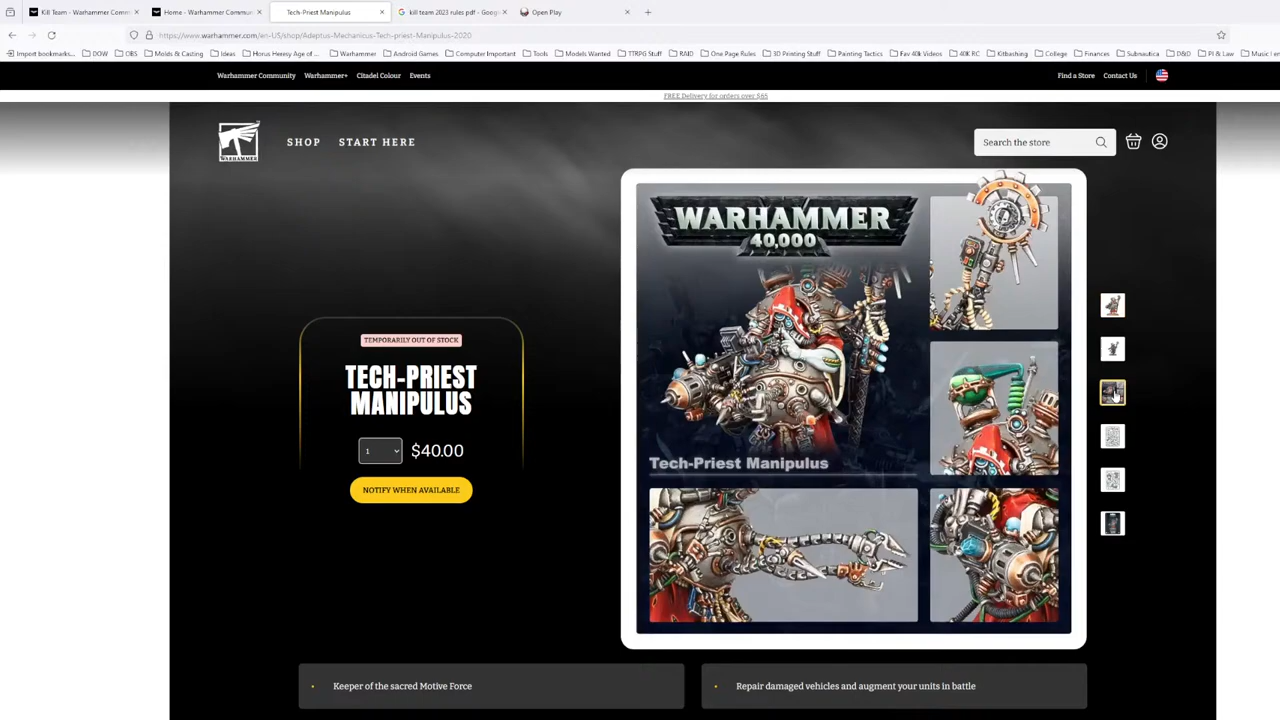 Kill Team - Warhammer Comm
Home - Warhammer Commun
Tech-Priest Manipulus
kill team 2023 rules pdf - Goog
Open Play
https://www.warhammer.com/en-US/shop/Adeptus-Mechanicus-Tech-priest-Manipulus-2020
Import bookmarks... DOW OBS Molds & Casting Ideas Horus Heresy Age of ... Warhammer Android Games Computer Important Tools Models Wanted TTRPG Stuff RAID One Page Rules 3D Printing Stuff Painting Tactics Fav 40k Videos 40K RC Kitbashing College Finances Subnautica D&D PI & Law
Warhammer Community Warhammer+ Citadel Colour Events Find a Store Contact Us
FREE Delivery for orders over $65
WARHAMMER
SHOP START HERE
Search the store
WARHAMMER
40,000
TEMPORARILY OUT OF STOCK
TECH-PRIEST
MANIPULUS
1 $40.00
Tech-Priest Manipulus
NOTIFY WHEN AVAILABLE
Keeper of the sacred Motive Force
Repair damaged vehicles and augment your units in battle